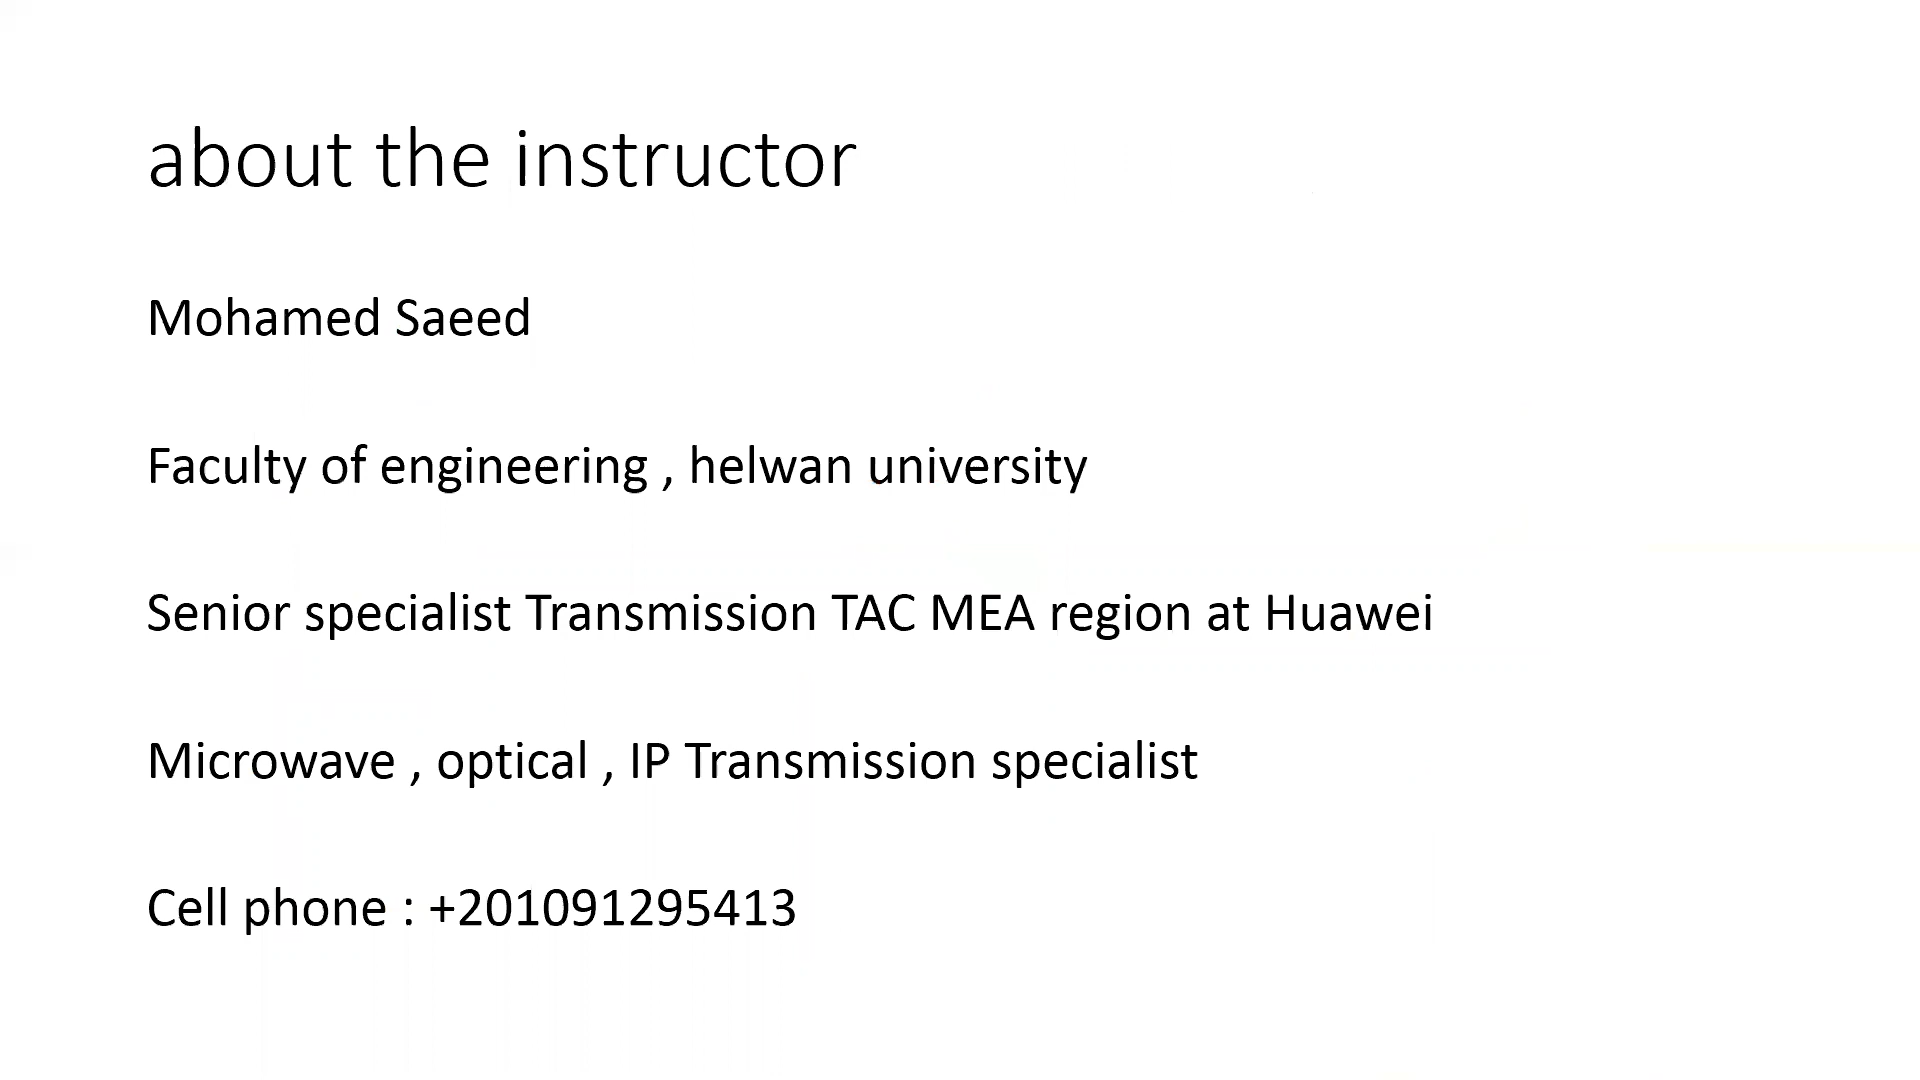 about the instructor
Mohamed Saeed
Faculty of engineering , helwan university
Senior specialist Transmission TAC MEA region at Huawei
Microwave , optical , IP Transmission specialist
Cell phone : +201091295413